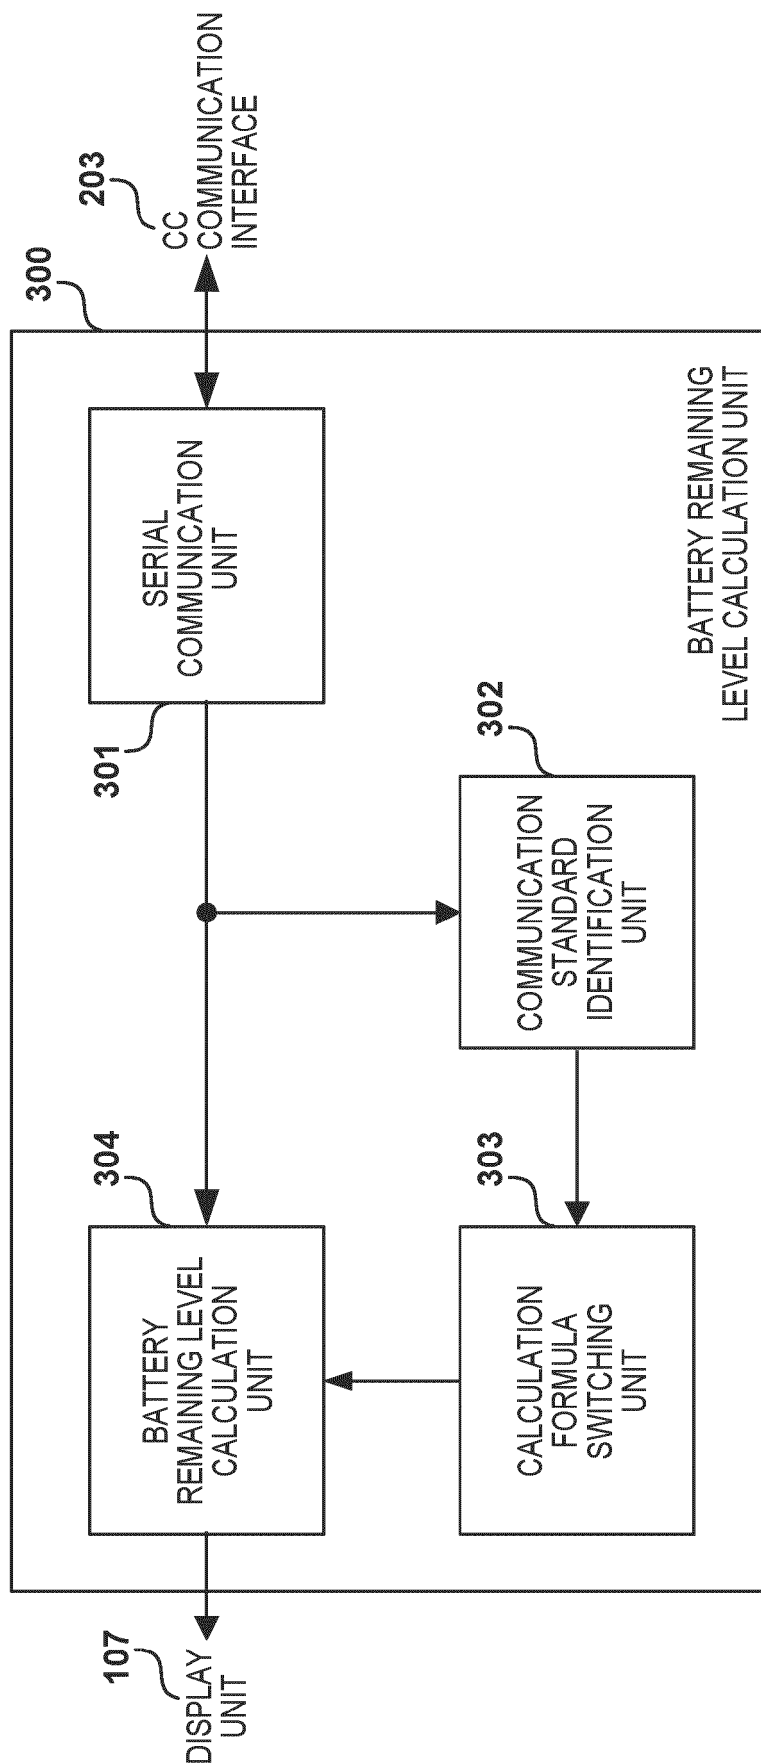 107
DISPLAY
UNIT
304
BATTERY
REMAINING LEVEL
CALCULATION
UNIT
301
SERIAL
COMMUNICATION
UNIT
300
203
CC
COMMUNICATION
INTERFACE
303
CALCULATION
FORMULA
SWITCHING
UNIT
302
COMMUNICATION
STANDARD
IDENTIFICATION
UNIT
BATTERY REMAINING
LEVEL CALCULATION UNIT